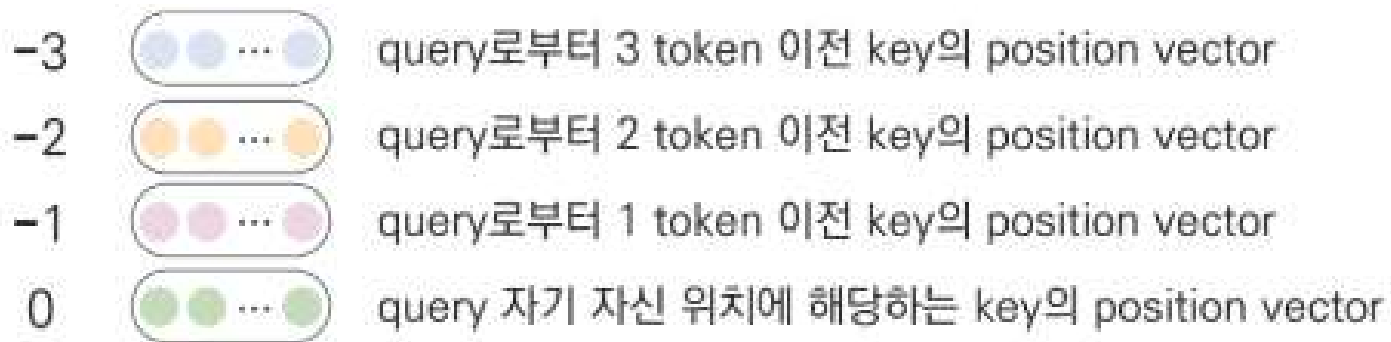 -3 ... query로부터 3 token 이전 key의 position vector
-2 ... query로부터 2 token 이전 key의 position vector
-1 ... query로부터 1 token 이전 key의 position vector
0 ... query 자기 자신 위치에 해당하는 key의 position vector